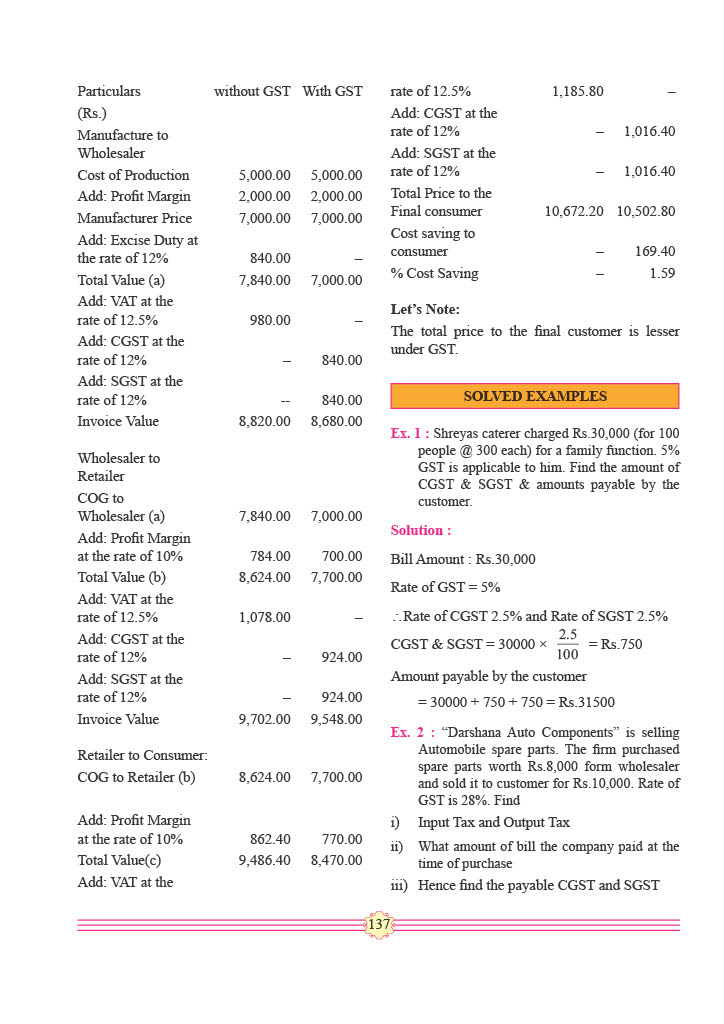 Particulars without GST With GST
(Rs.)
Manufacture to
Wholesaler
Cost of Production 5,000.00 5,000.00
Add: Profit Margin 2,000.00 2,000.00
Manufacturer Price 7,000.00 7,000.00
Add: Excise Duty at
the rate of 12% 840.00 –
Total Value (a) 7,840.00 7,000.00
Add: VAT at the
rate of 12.5% 980.00 –
Add: CGST at the
rate of 12% – 840.00
Add: SGST at the
rate of 12% -- 840.00
Invoice Value 8,820.00 8,680.00
Wholesaler to
Retailer
COG to
Wholesaler (a) 7,840.00 7,000.00
Add: Profit Margin
at the rate of 10% 784.00 700.00
Total Value (b) 8,624.00 7,700.00
Add: VAT at the
rate of 12.5% 1,078.00 –
Add: CGST at the
rate of 12% – 924.00
Add: SGST at the
rate of 12% – 924.00
Invoice Value 9,702.00 9,548.00
Retailer to Consumer:
COG to Retailer (b) 8,624.00 7,700.00
Add: Profit Margin
at the rate of 10% 862.40 770.00
Total Value(c) 9,486.40 8,470.00
Add: VAT at the
rate of 12.5% 1,185.80 –
Add: CGST at the
rate of 12% – 1,016.40
Add: SGST at the
rate of 12% – 1,016.40
Total Price to the
Final consumer 10,672.20 10,502.80
Cost saving to
consumer – 169.40
% Cost Saving – 1.59
Let's Note:
The total price to the final customer is lesser
under GST.
SOLVED EXAMPLES
Ex. 1 : Shreyas caterer charged Rs.30,000 (for 100
people @ 300 each) for a family function. 5%
GST is applicable to him. Find the amount of
CGST & SGST & amounts payable by the
customer.
Solution :
Bill Amount : Rs.30,000
Rate of GST = 5%
∴Rate of CGST 2.5% and Rate of SGST 2.5%
CGST & SGST = 30000 × 2.5/100 = Rs.750
Amount payable by the customer
= 30000 + 750 + 750 = Rs.31500
Ex. 2 : “Darshana Auto Components” is selling
Automobile spare parts. The firm purchased
spare parts worth Rs.8,000 form wholesaler
and sold it to customer for Rs.10,000. Rate of
GST is 28%. Find
i) Input Tax and Output Tax
ii) What amount of bill the company paid at the
time of purchase
iii) Hence find the payable CGST and SGST
137